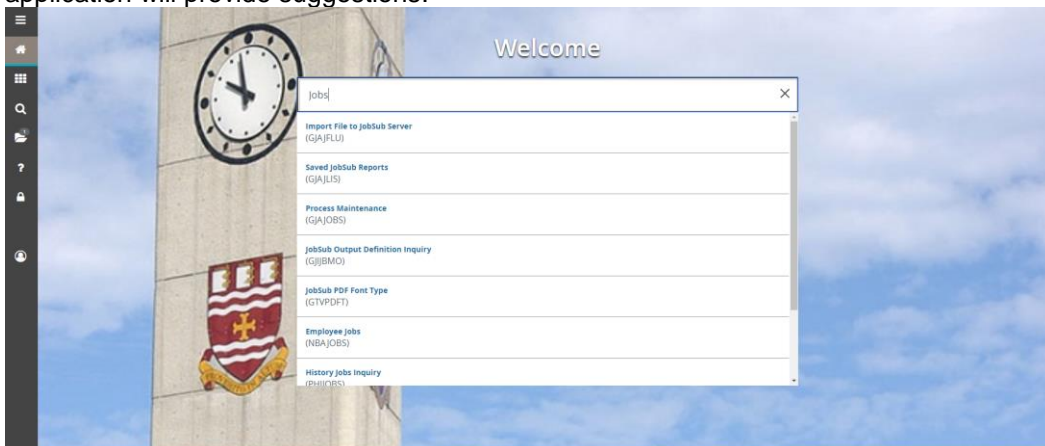 application will provide suggestions.
Welcome
Jobs
Import File to JobSub Server
(GJAJFLU)
Saved JobSub Reports
(GJAJLIS)
Process Maintenance
(GJAJOBS)
JobSub Output Definition Inquiry
(GJIJBMO)
JobSub PDF Font Type
(GTVPDFT)
Employee Jobs
(NBAJOBS)
History Jobs Inquiry
(PHIJOBS)